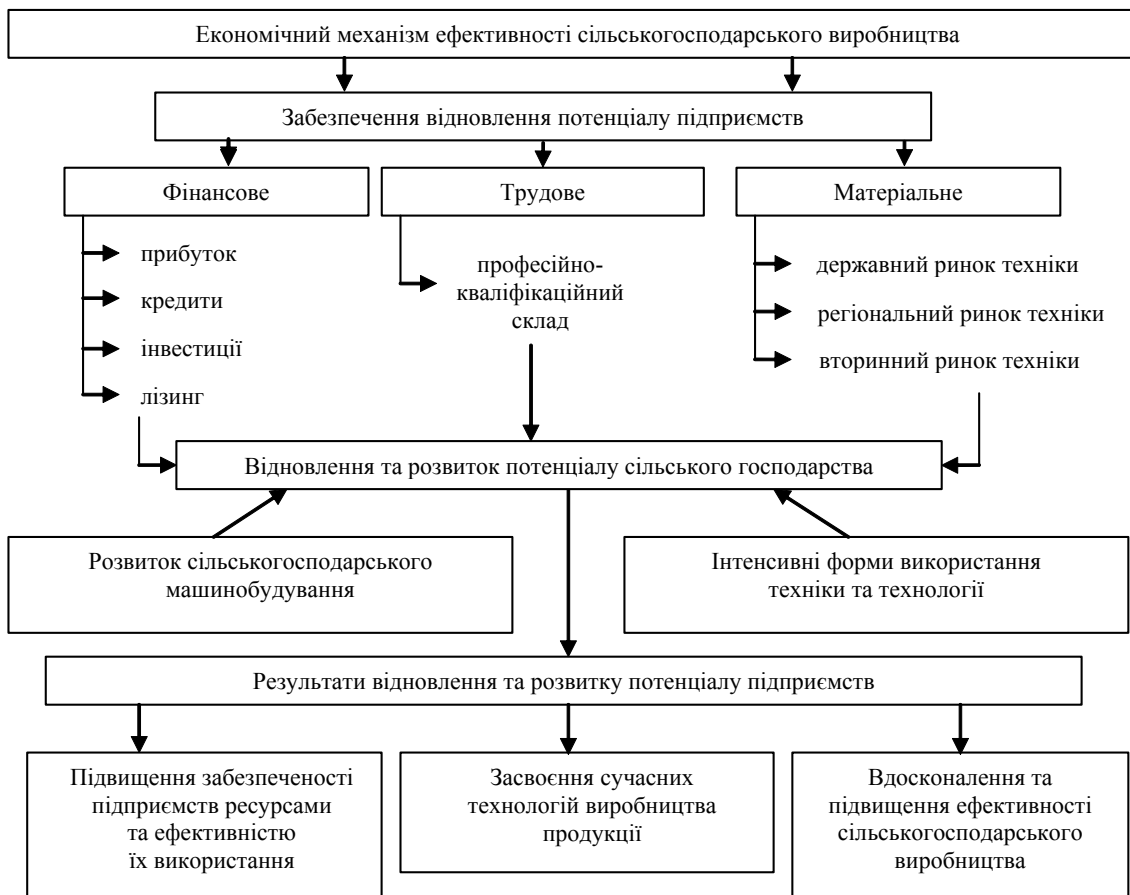 Економічний механізм ефективності сільськогосподарського виробництва
Забезпечення відновлення потенціалу підприємств
Фінансове
Трудове
Матеріальне
прибуток
кредити
інвестиції
лізинг
професійно-
кваліфікаційний
склад
державний ринок техніки
регіональний ринок техніки
вторинний ринок техніки
Відновлення та розвиток потенціалу сільського господарства
Розвиток сільськогосподарського
машинобудування
Інтенсивні форми використання
техніки та технології
Результати відновлення та розвитку потенціалу підприємств
Підвищення забезпеченості
підприємств ресурсами
та ефективністю
їх використання
Засвоєння сучасних
технологій виробництва
продукції
Вдосконалення та
підвищення ефективності
сільськогосподарського
виробництва